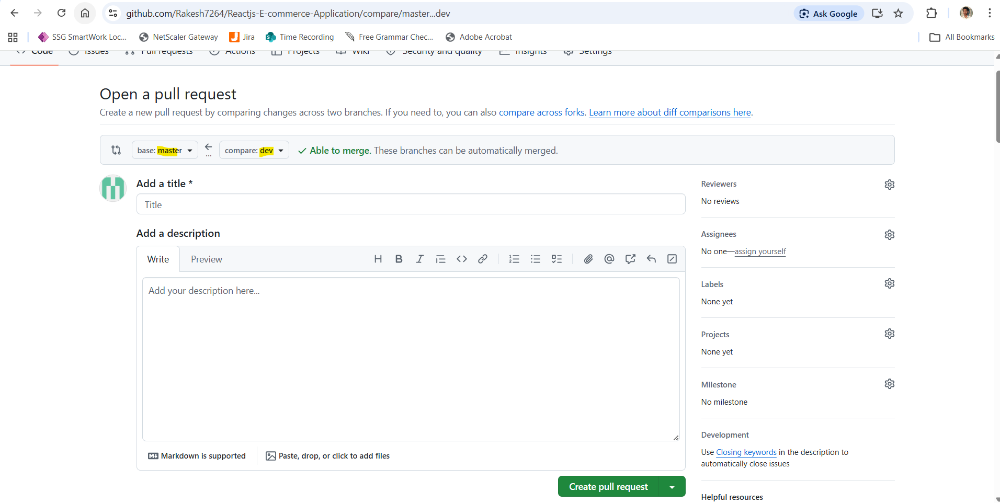 github.com/Rakesh7264/Reactjs-E-commerce-Application/compare/master...dev
Ask Google
SSG SmartWork Loc...
NetScaler Gateway
Jira
Time Recording
Free Grammar Chec...
Adobe Acrobat
All Bookmarks
Code
Issues
Pull requests
Actions
Projects
Wiki
Security and quality
Insights
Settings
Open a pull request
Create a new pull request by comparing changes across two branches. If you need to, you can also compare across forks. Learn more about diff comparisons here.
base: master
...
compare: dev
Able to merge. These branches can be automatically merged.
Add a title *
Title
Add a description
Write
Preview
Add your description here...
Markdown is supported
Paste, drop, or click to add files
Create pull request
Reviewers
No reviews
Assignees
No one—assign yourself
Labels
None yet
Projects
None yet
Milestone
No milestone
Development
Use Closing keywords in the description to
automatically close issues
Helpful resources